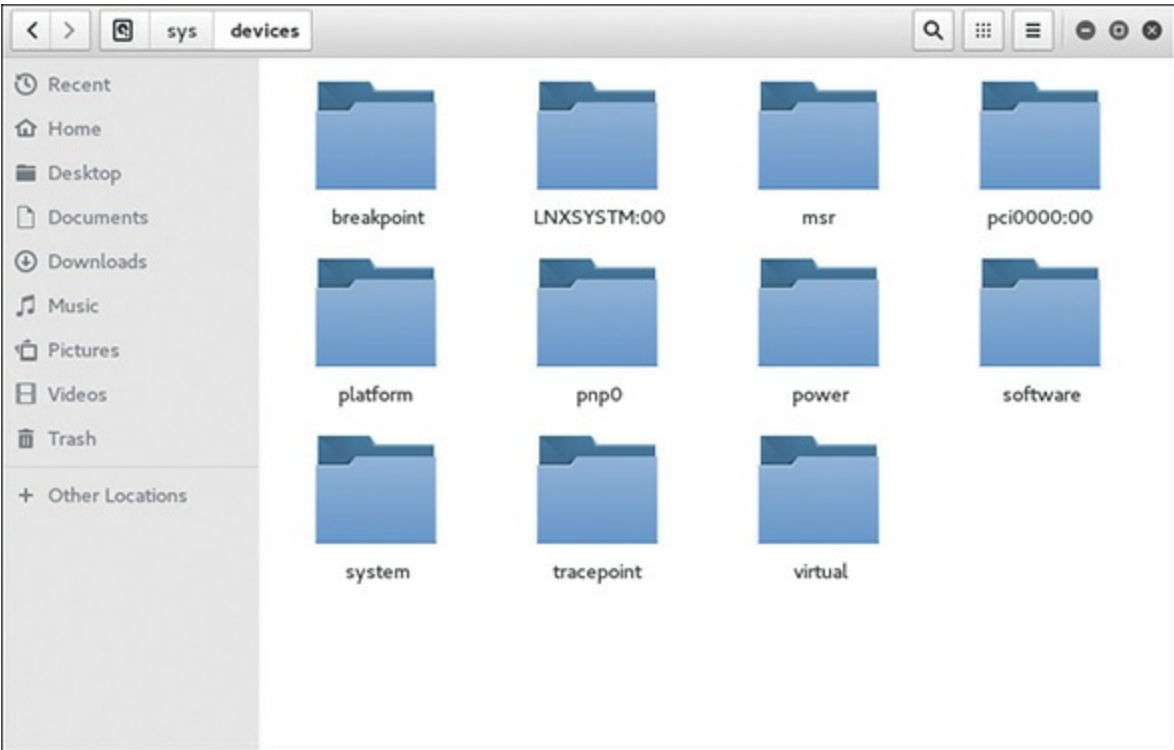 sys devices
Recent
Home
Desktop
Documents
Downloads
Music
Pictures
Videos
Trash
+ Other Locations
breakpoint LNXSYSTM:00 msr pci0000:00
platform pnp0 power software
system tracepoint virtual